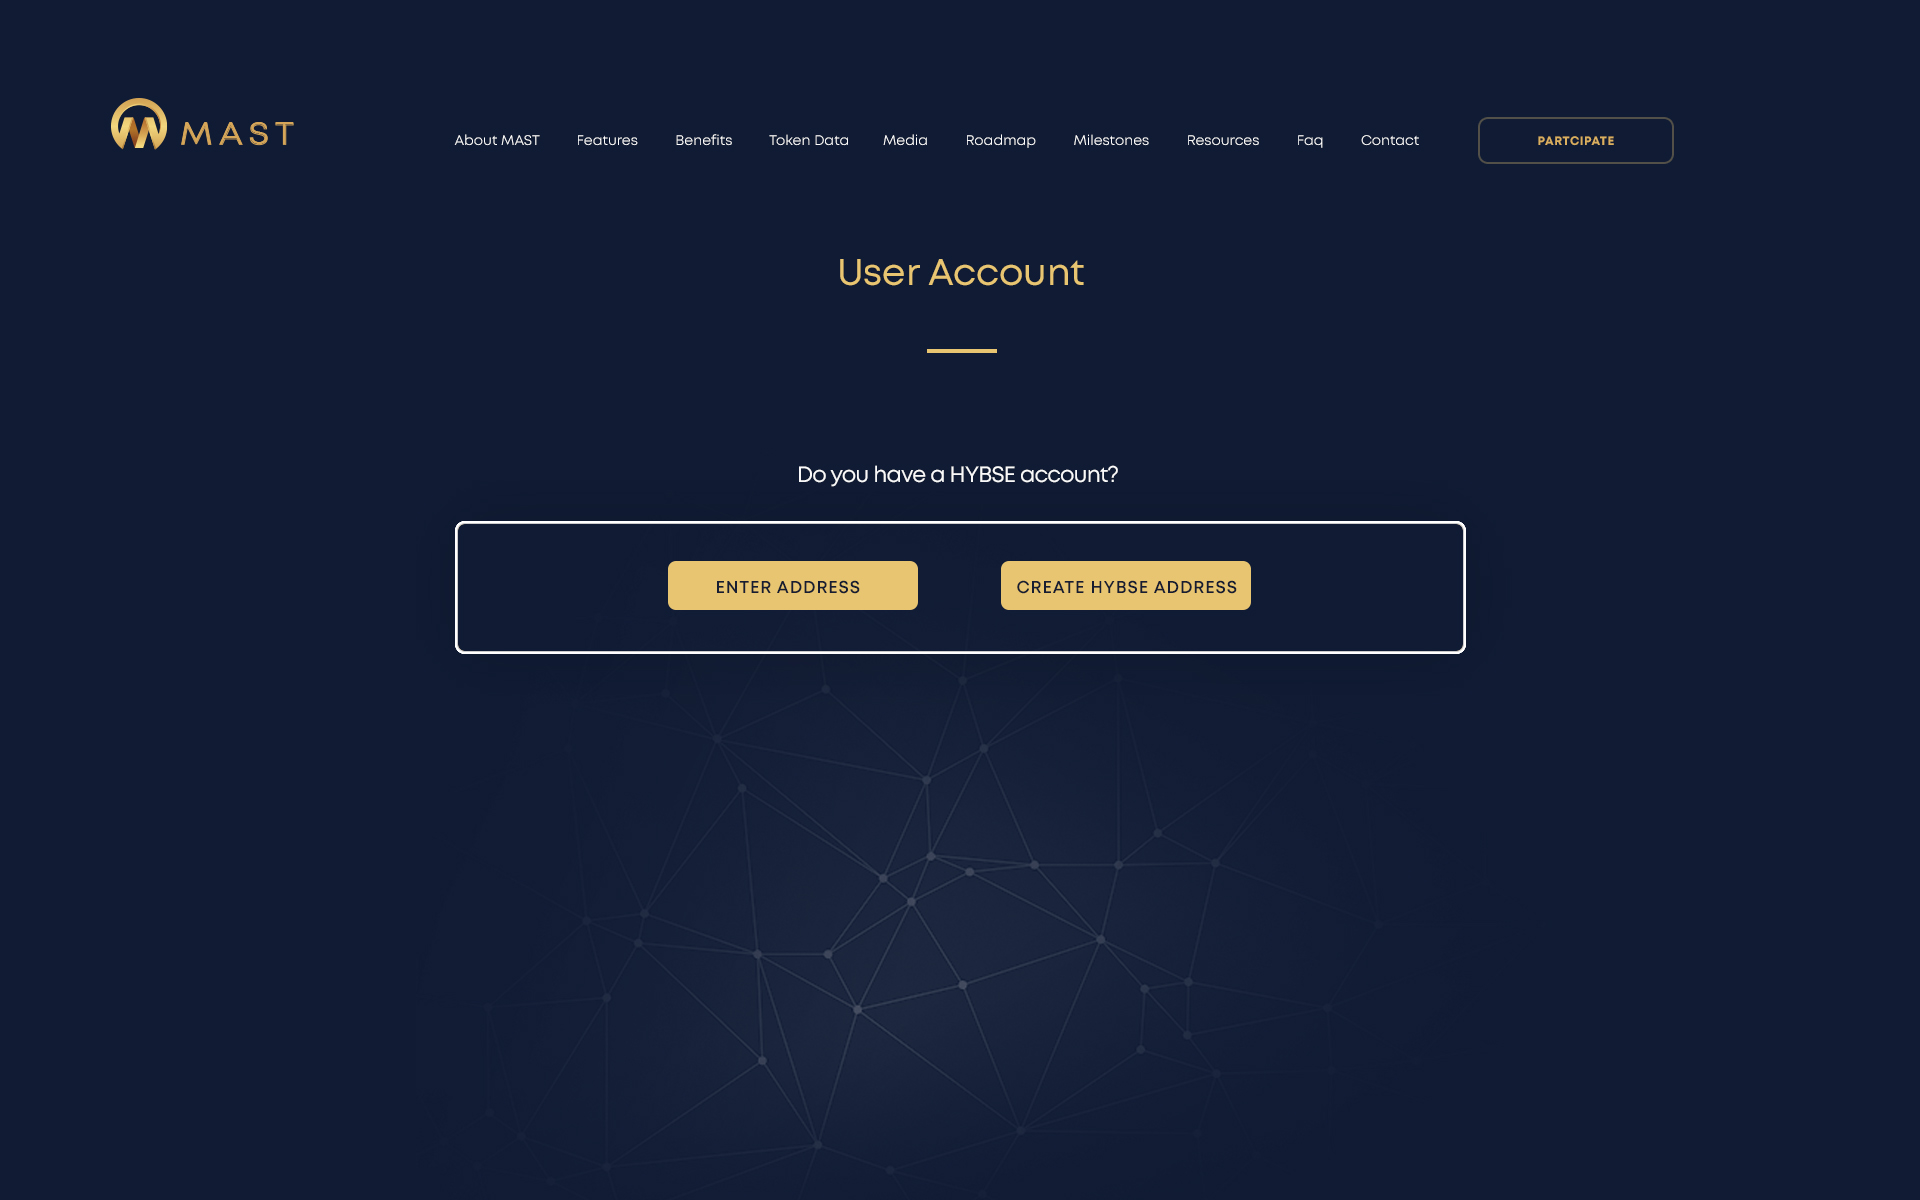 MAST
About MAST Features Benefits Token Data Media Roadmap Milestones Resources Faq Contact PARTCIPATE
User Account
Do you have a HYBSE account?
ENTER ADDRESS CREATE HYBSE ADDRESS